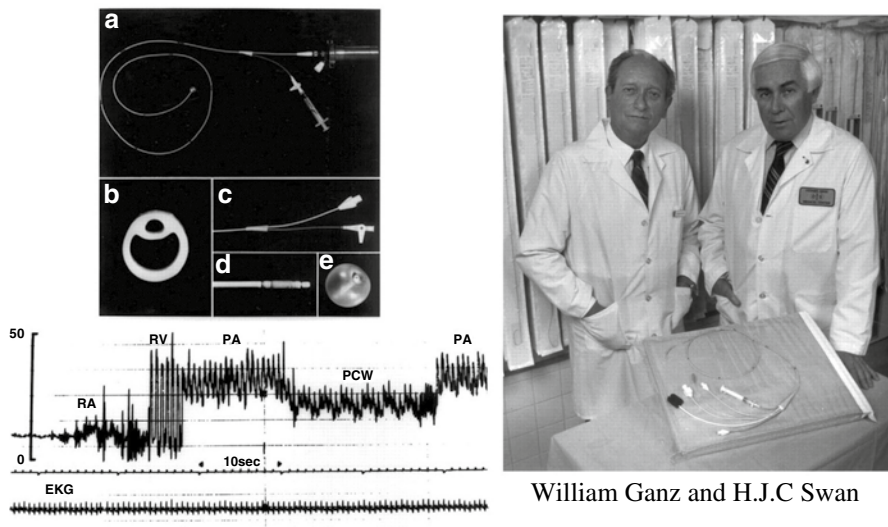 a
b
c
d
e
50
RV
PA
PA
PCW
RA
0
10sec
EKG
William Ganz and H.J.C Swan